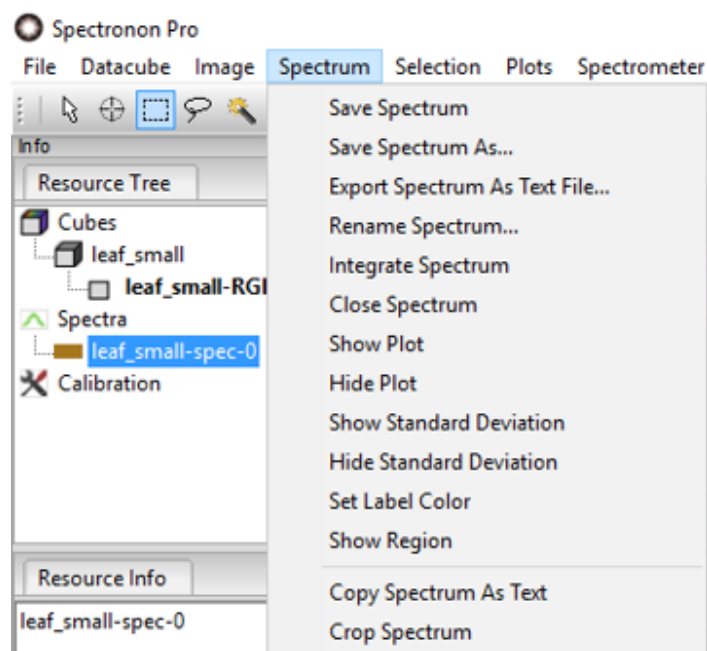 Spectronon Pro
File Datacube Image Spectrum Selection Plots Spectrometer
Info
Resource Tree
Cubes
leaf_small
leaf_small-RGI
Spectra
leaf_small-spec-0
Calibration
Resource Info
leaf_small-spec-0
Save Spectrum
Save Spectrum As...
Export Spectrum As Text File...
Rename Spectrum...
Integrate Spectrum
Close Spectrum
Show Plot
Hide Plot
Show Standard Deviation
Hide Standard Deviation
Set Label Color
Show Region
Copy Spectrum As Text
Crop Spectrum